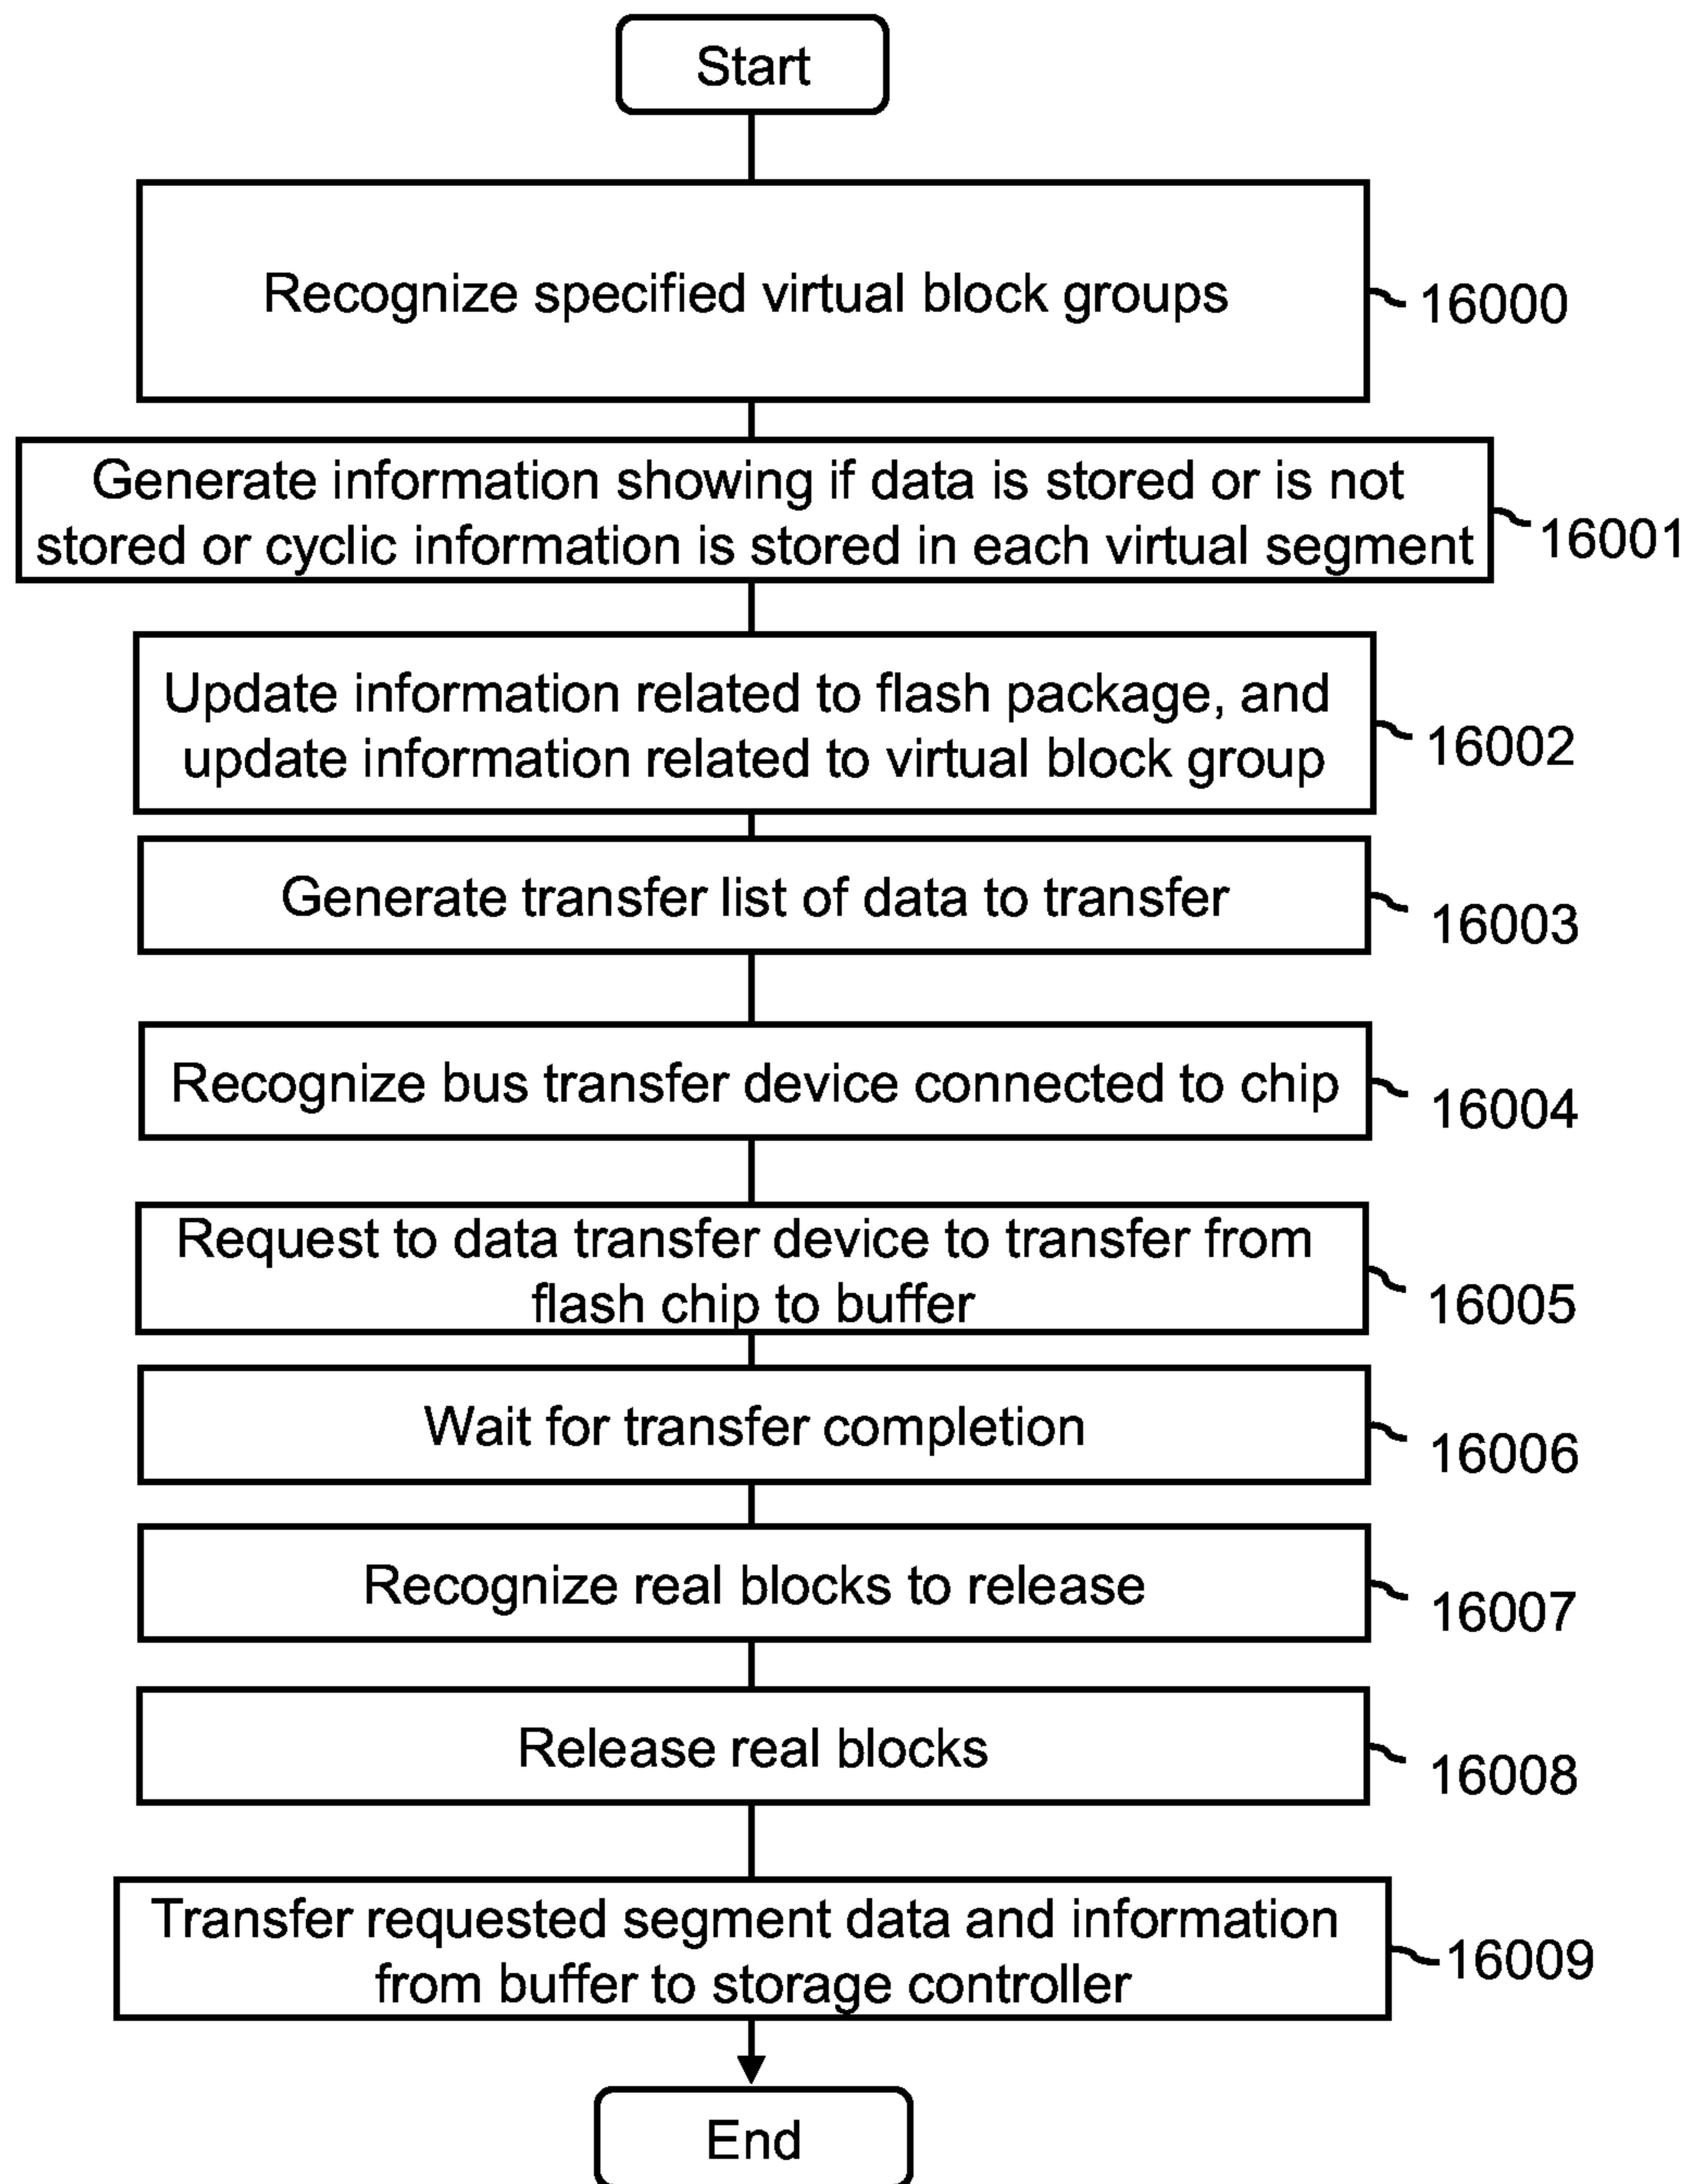 Start
Recognize specified virtual block groups
16000
Generate information showing if data is stored or is not
stored or cyclic information is stored in each virtual segment
16001
Update information related to flash package, and
update information related to virtual block group
16002
Generate transfer list of data to transfer
16003
Recognize bus transfer device connected to chip
16004
Request to data transfer device to transfer from
flash chip to buffer
16005
Wait for transfer completion
16006
Recognize real blocks to release
16007
Release real blocks
16008
Transfer requested segment data and information
from buffer to storage controller
16009
End